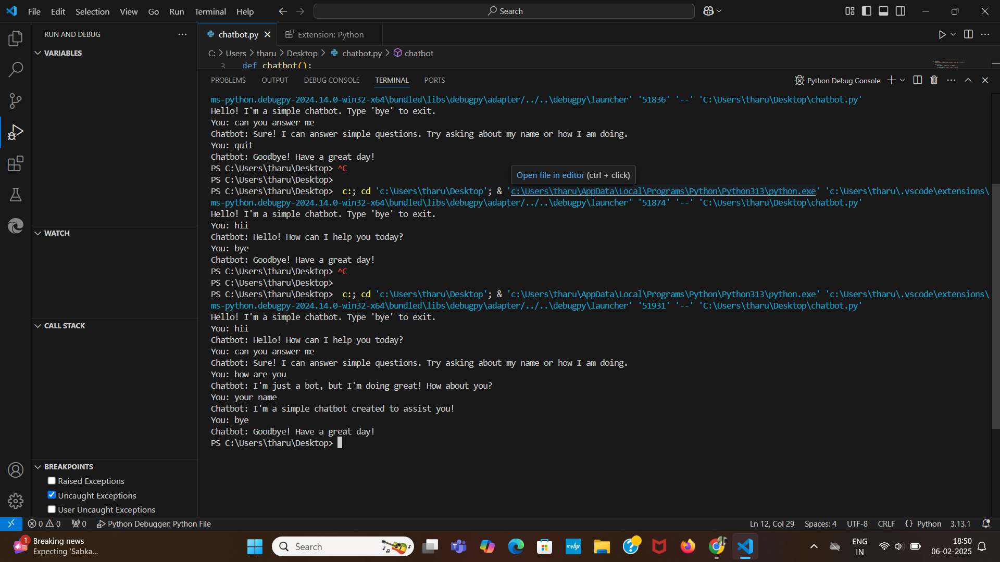 File Edit Selection View Go Run Terminal Help
Search
RUN AND DEBUG
chatbot.py
Extension: Python
VARIABLES
C: > Users > tharu > Desktop > chatbot.py > chatbot
3 def chatbot():
PROBLEMS OUTPUT DEBUG CONSOLE TERMINAL PORTS
Python Debug Console
ms-python.debugpy-2024.14.0-win32-x64\bundled\libs\debugpy\adapter/../..\debugpy\launcher' '51836' '--' 'C:\Users\tharu\Desktop\chatbot.py'
Hello! I'm a simple chatbot. Type 'bye' to exit.
You: can you answer me
Chatbot: Sure! I can answer simple questions. Try asking about my name or how I am doing.
You: quit
Chatbot: Goodbye! Have a great day!
PS C:\Users\tharu\Desktop> ^C
Open file in editor (ctrl + click)
PS C:\Users\tharu\Desktop>
PS C:\Users\tharu\Desktop>  c:; cd 'c:\Users\tharu\Desktop'; & 'c:\Users\tharu\AppData\Local\Programs\Python\Python313\python.exe' 'c:\Users\tharu\.vscode\extensions\
ms-python.debugpy-2024.14.0-win32-x64\bundled\libs\debugpy\adapter/../..\debugpy\launcher' '51874' '--' 'C:\Users\tharu\Desktop\chatbot.py'
Hello! I'm a simple chatbot. Type 'bye' to exit.
You: hii
Chatbot: Hello! How can I help you today?
You: bye
Chatbot: Goodbye! Have a great day!
PS C:\Users\tharu\Desktop> ^C
PS C:\Users\tharu\Desktop>
PS C:\Users\tharu\Desktop>  c:; cd 'c:\Users\tharu\Desktop'; & 'c:\Users\tharu\AppData\Local\Programs\Python\Python313\python.exe' 'c:\Users\tharu\.vscode\extensions\
ms-python.debugpy-2024.14.0-win32-x64\bundled\libs\debugpy\adapter/../..\debugpy\launcher' '51931' '--' 'C:\Users\tharu\Desktop\chatbot.py'
Hello! I'm a simple chatbot. Type 'bye' to exit.
You: hii
Chatbot: Hello! How can I help you today?
You: can you answer me
Chatbot: Sure! I can answer simple questions. Try asking about my name or how I am doing.
You: how are you
Chatbot: I'm just a bot, but I'm doing great! How about you?
You: your name
Chatbot: I'm a simple chatbot created to assist you!
You: bye
Chatbot: Goodbye! Have a great day!
PS C:\Users\tharu\Desktop>
WATCH
CALL STACK
BREAKPOINTS
Raised Exceptions
Uncaught Exceptions
User Uncaught Exceptions
0 0 0 Python Debugger: Python File
Ln 12, Col 29 Spaces: 4 UTF-8 CRLF {} Python 3.13.1
1
Breaking news
Expecting 'Sabka...
Search
myhp
ENG
IN
18:50
06-02-2025